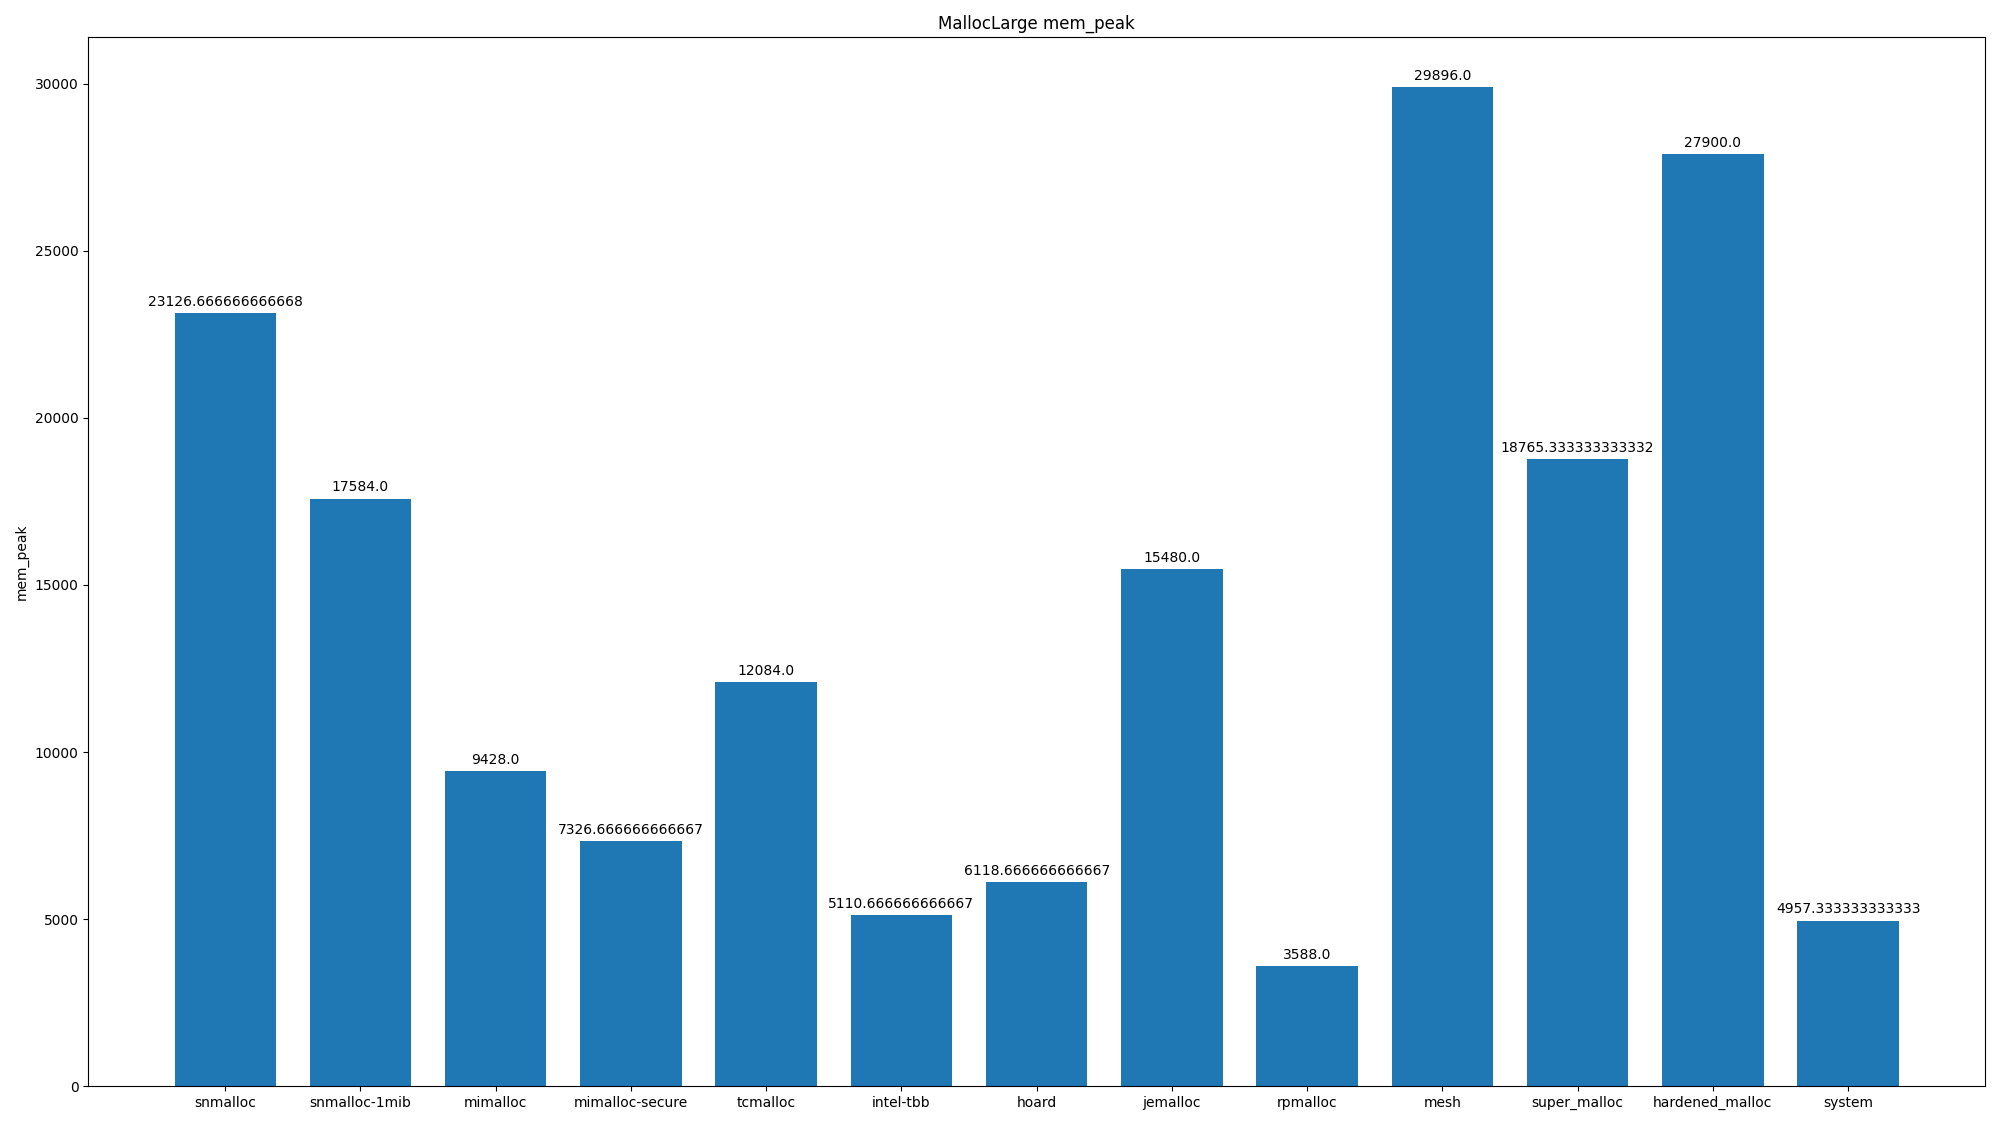 MallocLarge mem_peak
mem_peak
30000
25000
20000
15000
10000
5000
0
23126.666666666668
17584.0
9428.0
7326.666666666667
12084.0
5110.666666666667
6118.666666666667
15480.0
3588.0
29896.0
18765.333333333332
27900.0
4957.333333333333
snmalloc
snmalloc-1mib
mimalloc
mimalloc-secure
tcmalloc
intel-tbb
hoard
jemalloc
rpmalloc
mesh
super_malloc
hardened_malloc
system